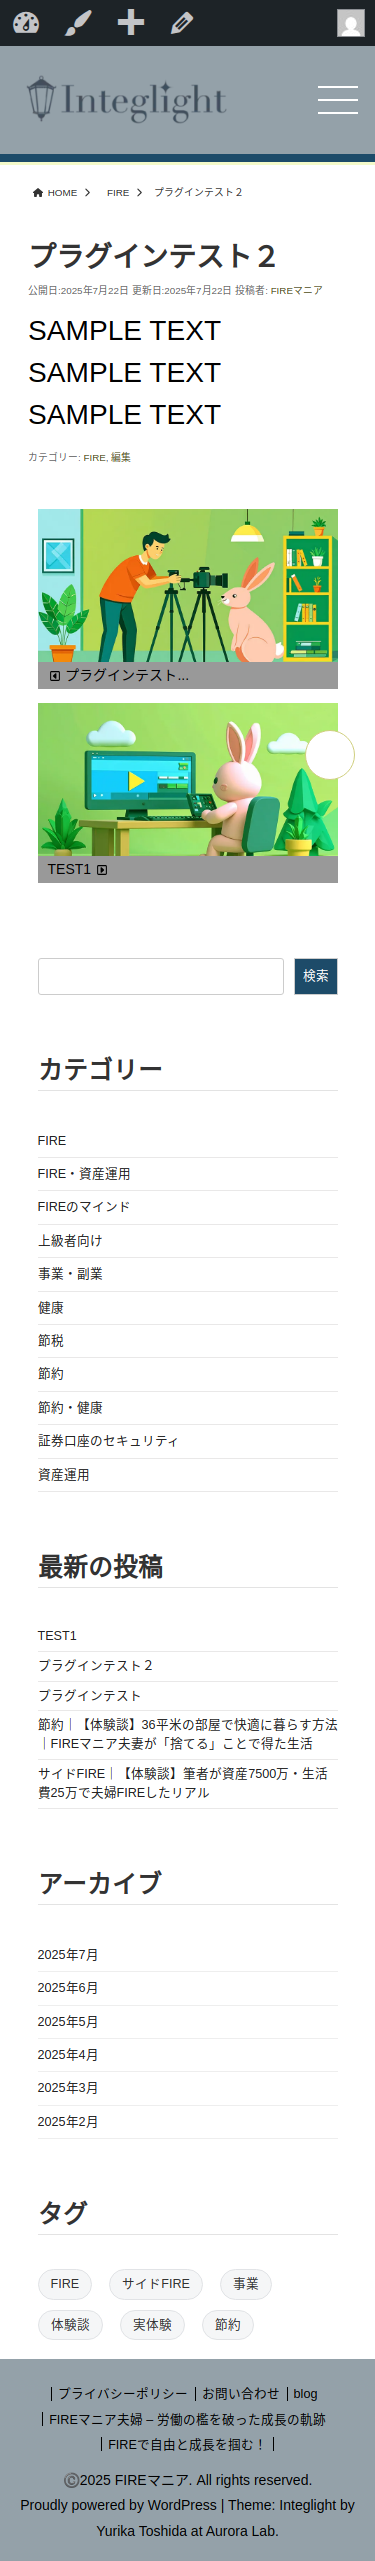 Integlight
HOME > FIRE > プラグインテスト２
プラグインテスト２
公開日:2025年7月22日 更新日:2025年7月22日 投稿者: FIREマニア
SAMPLE TEXT
SAMPLE TEXT
SAMPLE TEXT
カテゴリー: FIRE, 編集
プラグインテスト...
TEST1
検索
カテゴリー
FIRE
FIRE・資産運用
FIREのマインド
上級者向け
事業・副業
健康
節税
節約
節約・健康
証券口座のセキュリティ
資産運用
最新の投稿
TEST1
プラグインテスト２
プラグインテスト
節約｜【体験談】36平米の部屋で快適に暮らす方法
｜FIREマニア夫妻が「捨てる」ことで得た生活
サイドFIRE｜【体験談】筆者が資産7500万・生活
費25万で夫婦FIREしたリアル
アーカイブ
2025年7月
2025年6月
2025年5月
2025年4月
2025年3月
2025年2月
タグ
FIRE サイドFIRE 事業
体験談 実体験 節約
| プライバシーポリシー | お問い合わせ | blog
| FIREマニア夫婦 – 労働の檻を破った成長の軌跡
| FIREで自由と成長を掴む！ |
©2025 FIREマニア. All rights reserved.
Proudly powered by WordPress | Theme: Integlight by
Yurika Toshida at Aurora Lab.